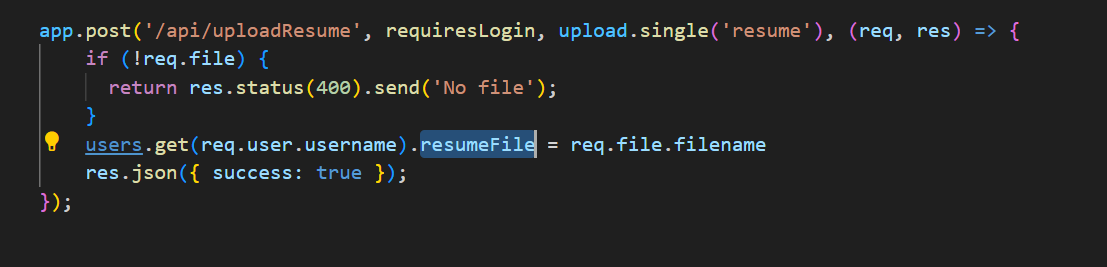 app.post('/api/uploadResume', requiresLogin, upload.single('resume'), (req, res) => {
    if (!req.file) {
      return res.status(400).send('No file');
    }
    users.get(req.user.username).resumeFile = req.file.filename
    res.json({ success: true });
});